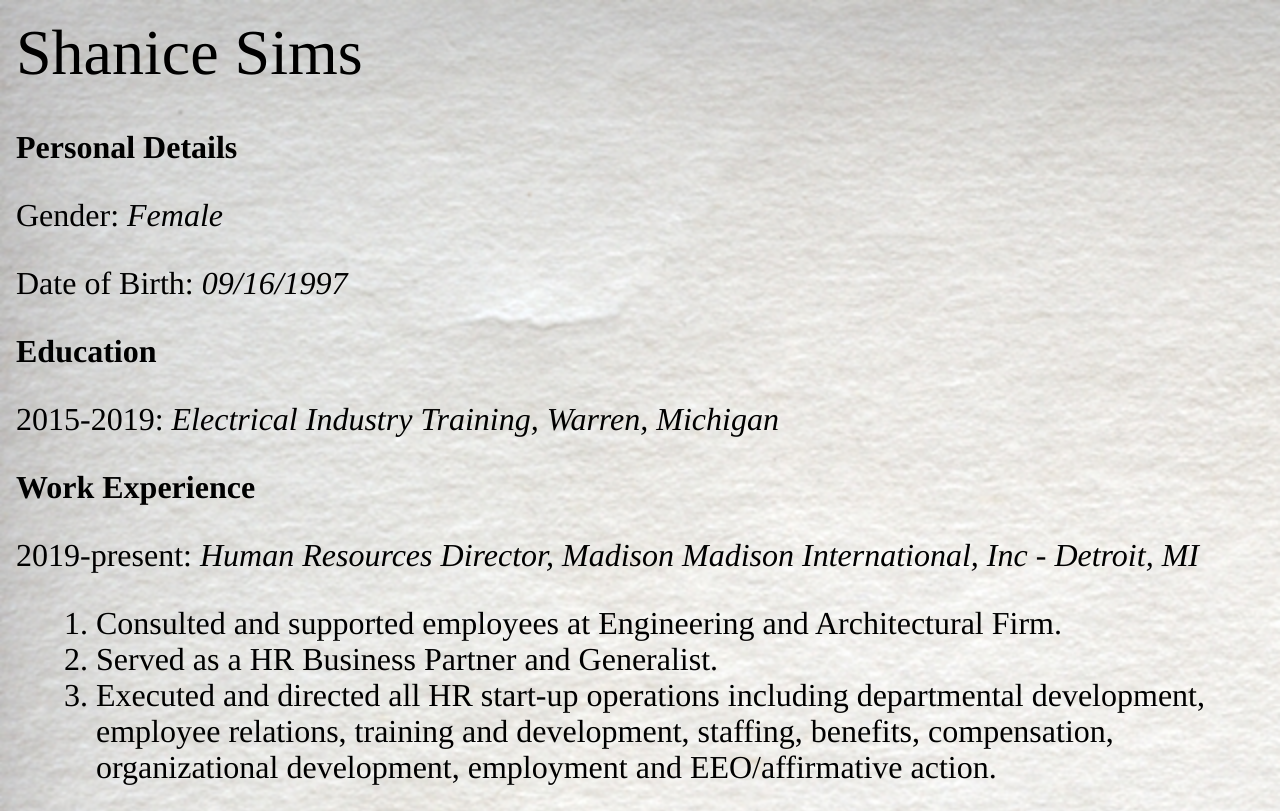 Shanice Sims
Personal Details
Gender: Female
Date of Birth: 09/16/1997
Education
2015-2019: Electrical Industry Training, Warren, Michigan
Work Experience
2019-present: Human Resources Director, Madison Madison International, Inc - Detroit, MI
1. Consulted and supported employees at Engineering and Architectural Firm.
2. Served as a HR Business Partner and Generalist.
3. Executed and directed all HR start-up operations including departmental development,
employee relations, training and development, staffing, benefits, compensation,
organizational development, employment and EEO/affirmative action.